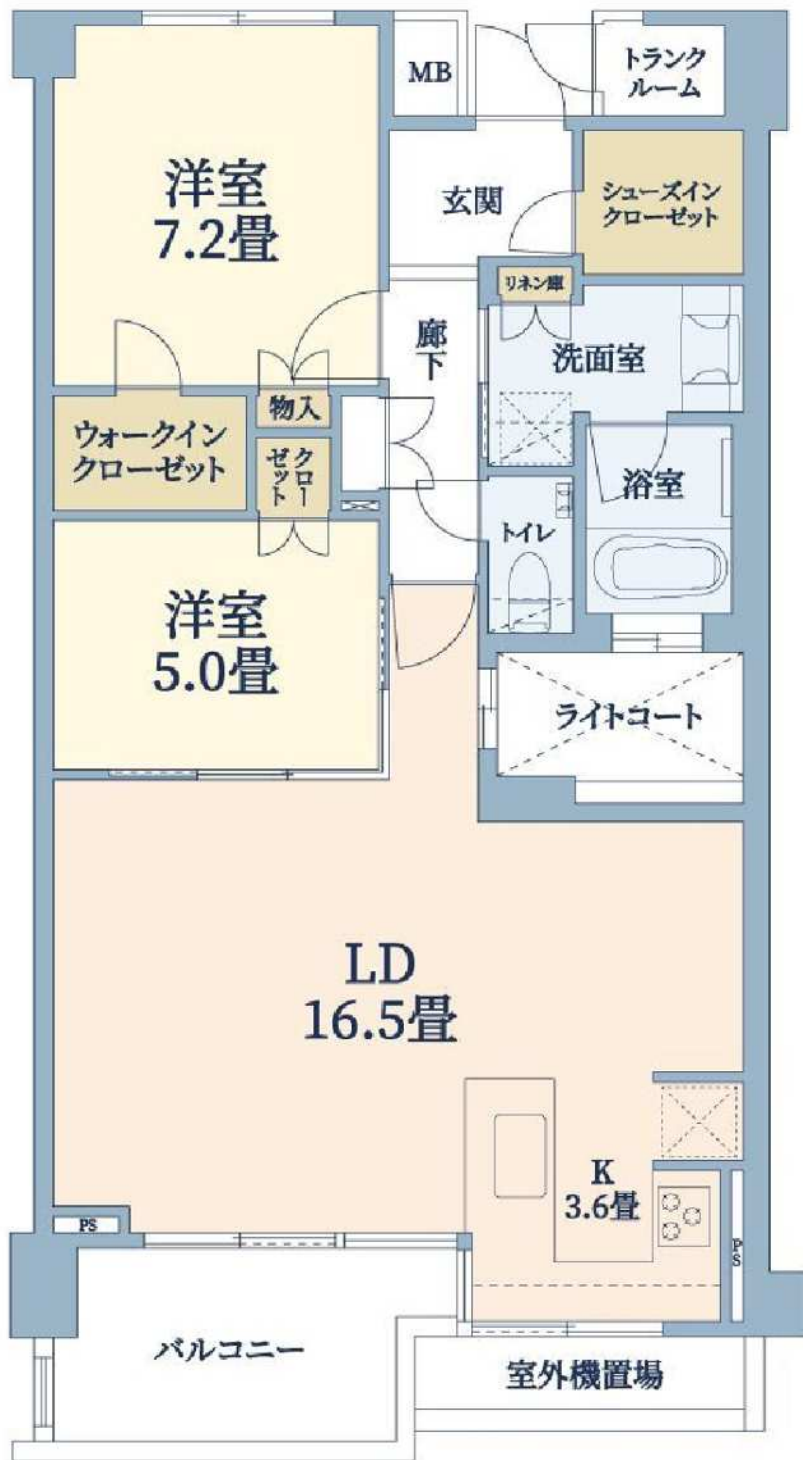 MB
トランク
ルーム
洋室
7.2畳
玄関
シューズイン
クローゼット
リネン庫
廊下
洗面室
物入
ウォークイン
クローゼット
クロー
ゼット
浴室
トイレ
洋室
5.0畳
ライトコート
LD
16.5畳
K
3.6畳
PS
PS
バルコニー
室外機置場